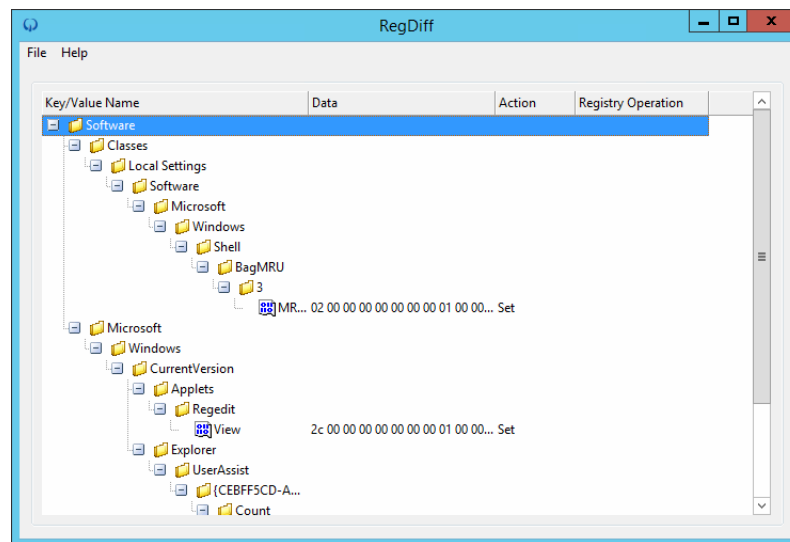 RegDiff
File Help
Key/Value Name Data Action Registry Operation
Software
Classes
Local Settings
Software
Microsoft
Windows
Shell
BagMRU
3
MR... 02 00 00 00 00 00 00 00 01 00 00... Set
Microsoft
Windows
CurrentVersion
Applets
Regedit
View 2c 00 00 00 00 00 00 00 01 00 00... Set
Explorer
UserAssist
{CEBFF5CD-A...
Count